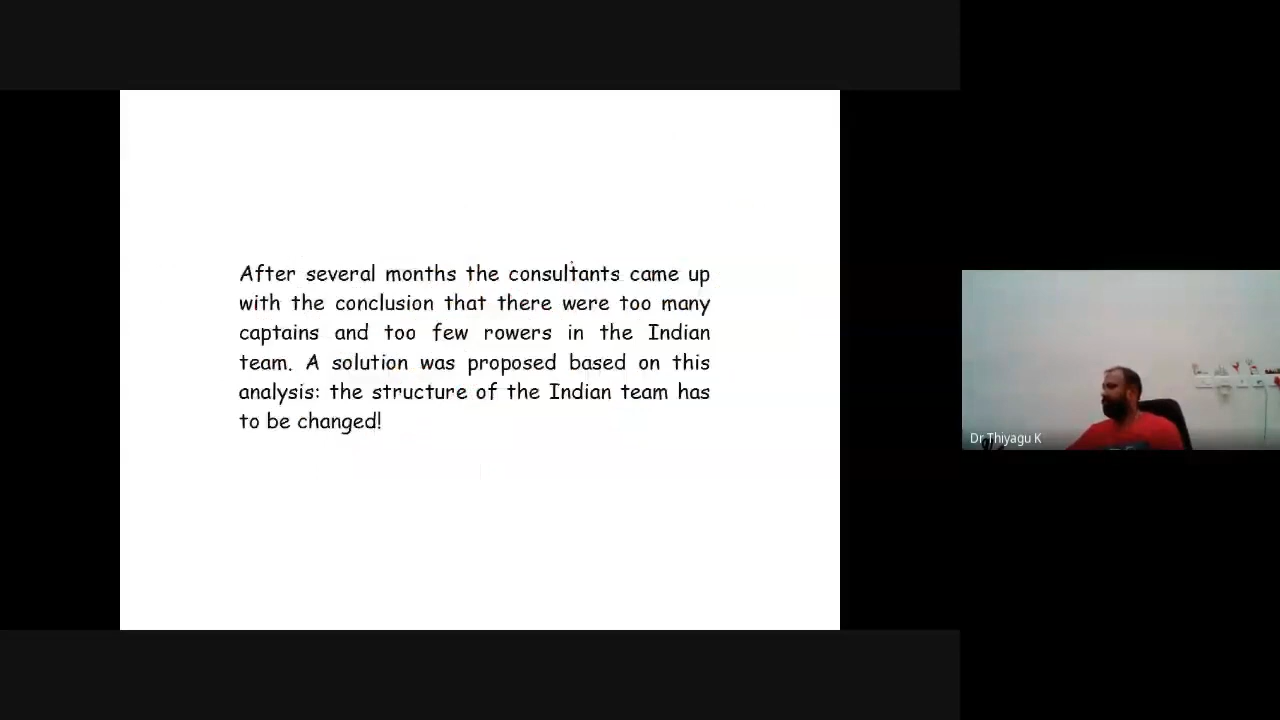 After several months the consultants came up
with the conclusion that there were too many
captains and too few rowers in the Indian
team. A solution was proposed based on this
analysis: the structure of the Indian team has
to be changed!
Dr Thiyagu K